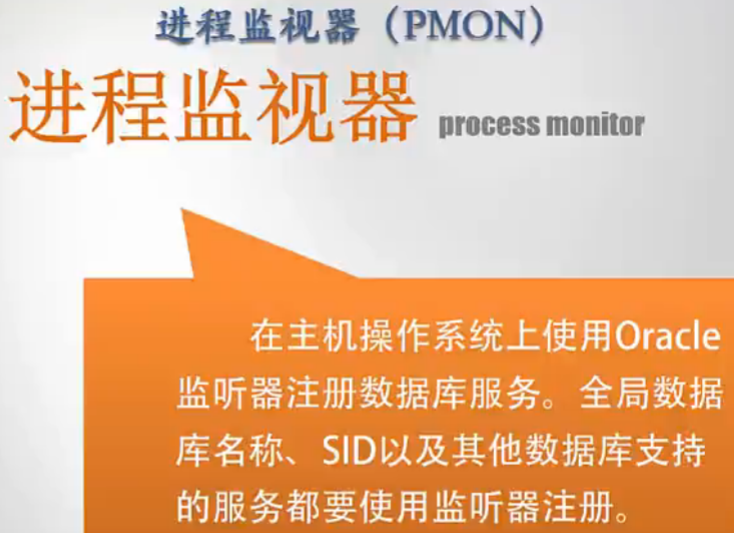 进程监视器（PMON）
进程监视器 process monitor
在主机操作系统上使用Oracle
监听器注册数据库服务。全局数据
库名称、SID以及其他数据库支持
的服务都要使用监听器注册。